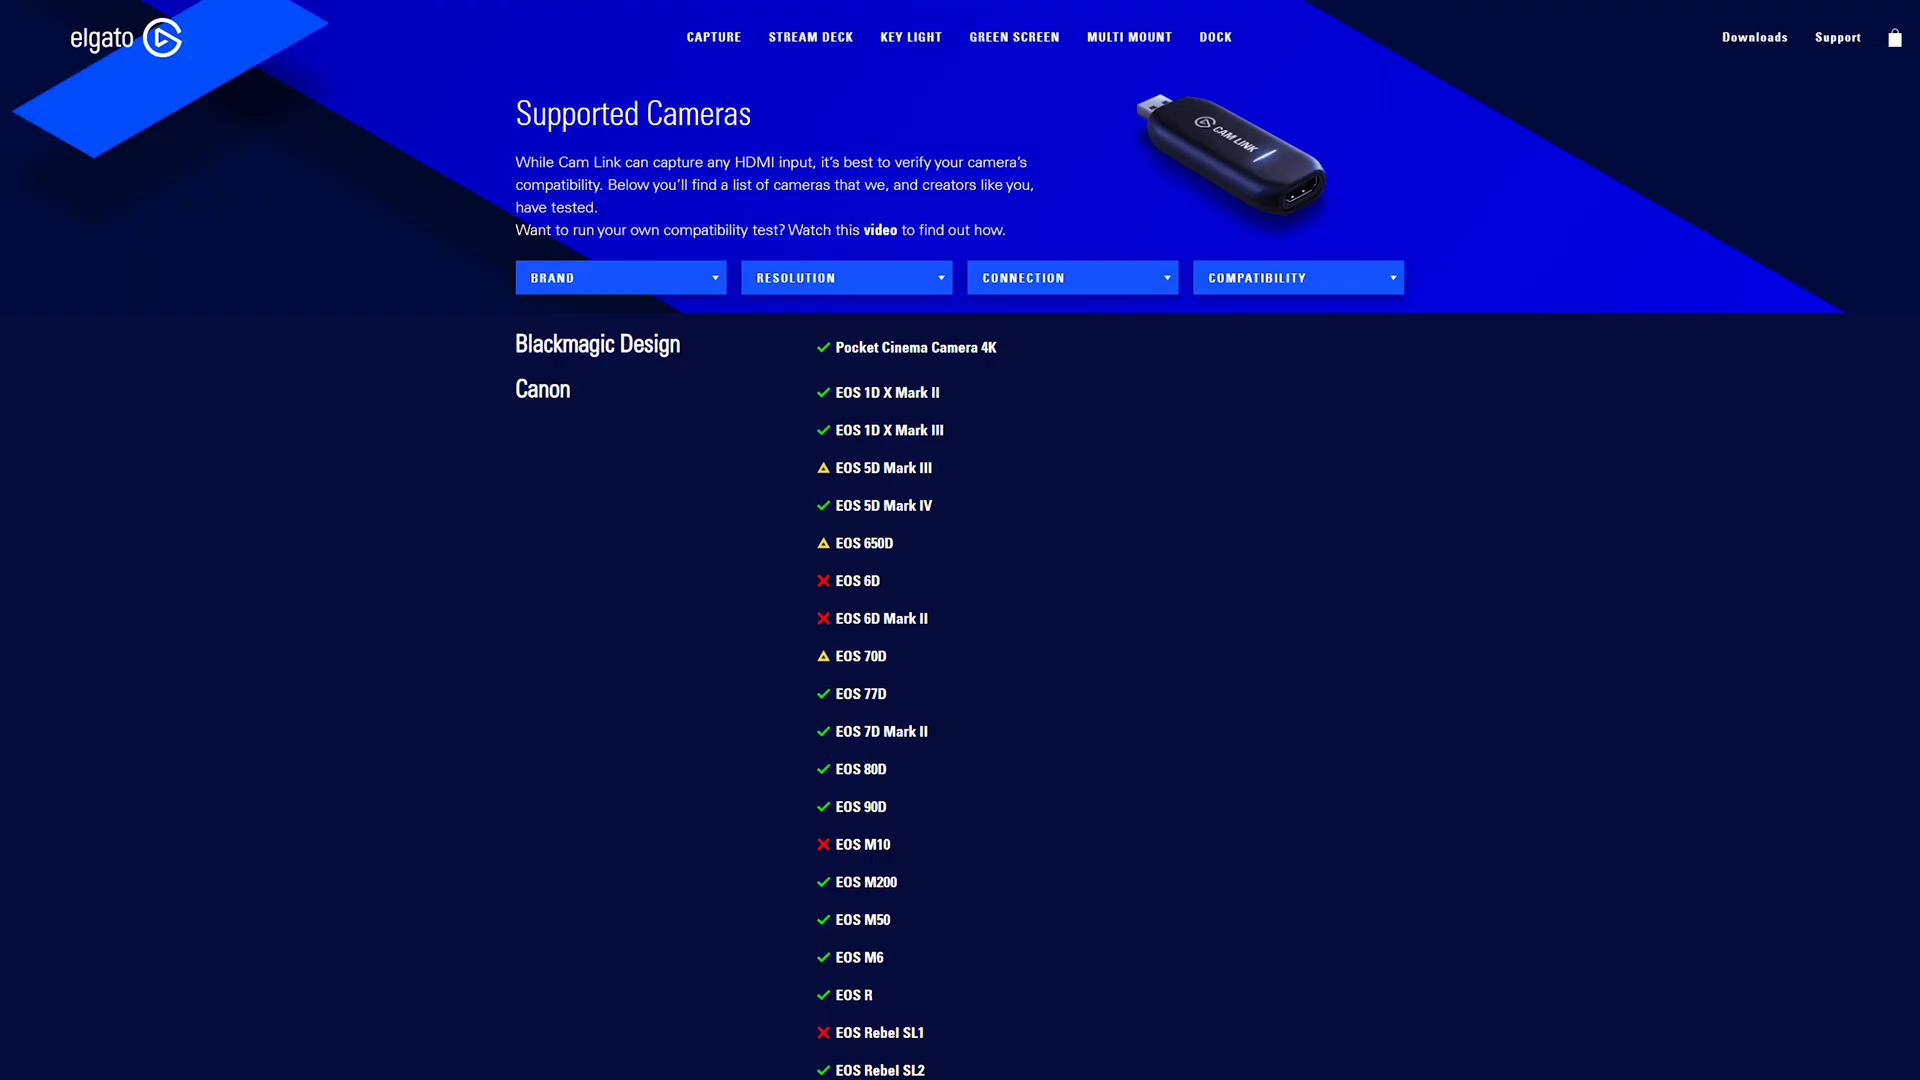 elgato
CAPTURE STREAM DECK KEY LIGHT GREEN SCREEN MULTI MOUNT DOCK
Downloads Support
Supported Cameras
While Cam Link can capture any HDMI input, it’s best to verify your camera’s
compatibility. Below you’ll find a list of cameras that we, and creators like you,
have tested.
Want to run your own compatibility test? Watch this video to find out how.
CAM LINK
BRAND RESOLUTION CONNECTION COMPATIBILITY
Blackmagic Design
Pocket Cinema Camera 4K
Canon
EOS 1D X Mark II
EOS 1D X Mark III
EOS 5D Mark III
EOS 5D Mark IV
EOS 650D
EOS 6D
EOS 6D Mark II
EOS 70D
EOS 77D
EOS 7D Mark II
EOS 80D
EOS 90D
EOS M10
EOS M200
EOS M50
EOS M6
EOS R
EOS Rebel SL1
EOS Rebel SL2